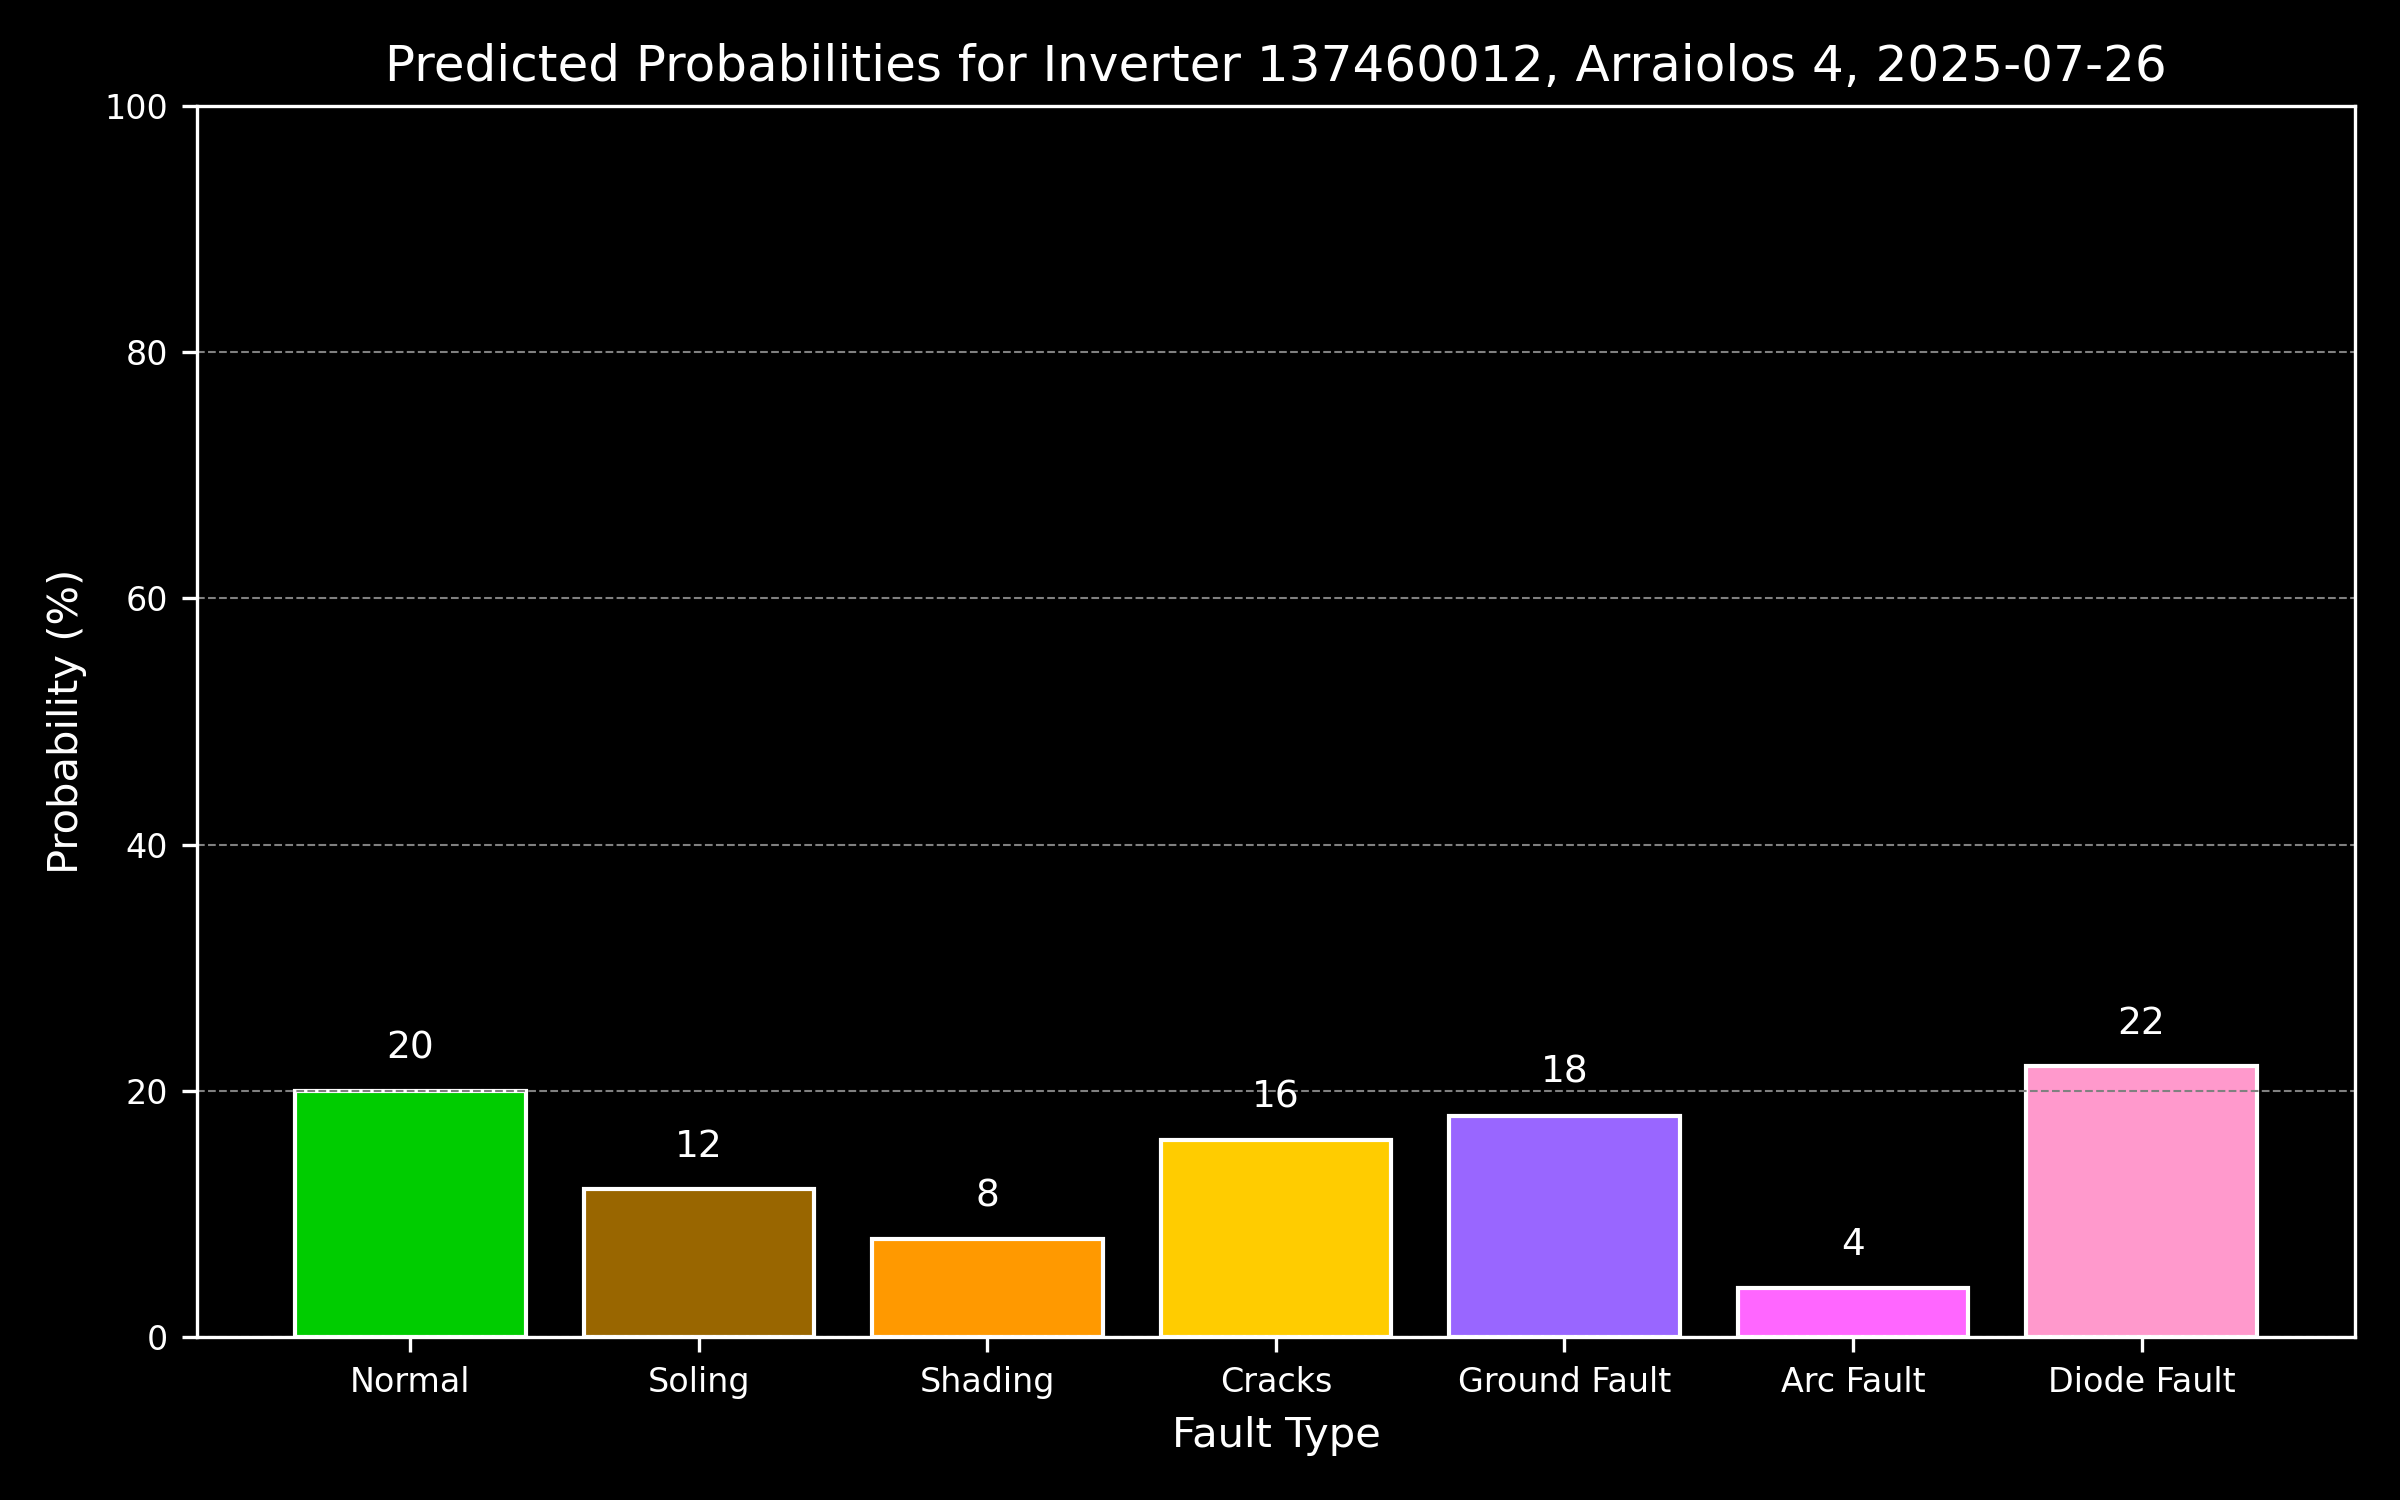 Predicted Probabilities for Inverter 137460012, Arraiolos 4, 2025-07-26
100
80
60
40
20
0
Probability (%)
20
12
8
16
18
4
22
Normal
Soling
Shading
Cracks
Ground Fault
Arc Fault
Diode Fault
Fault Type